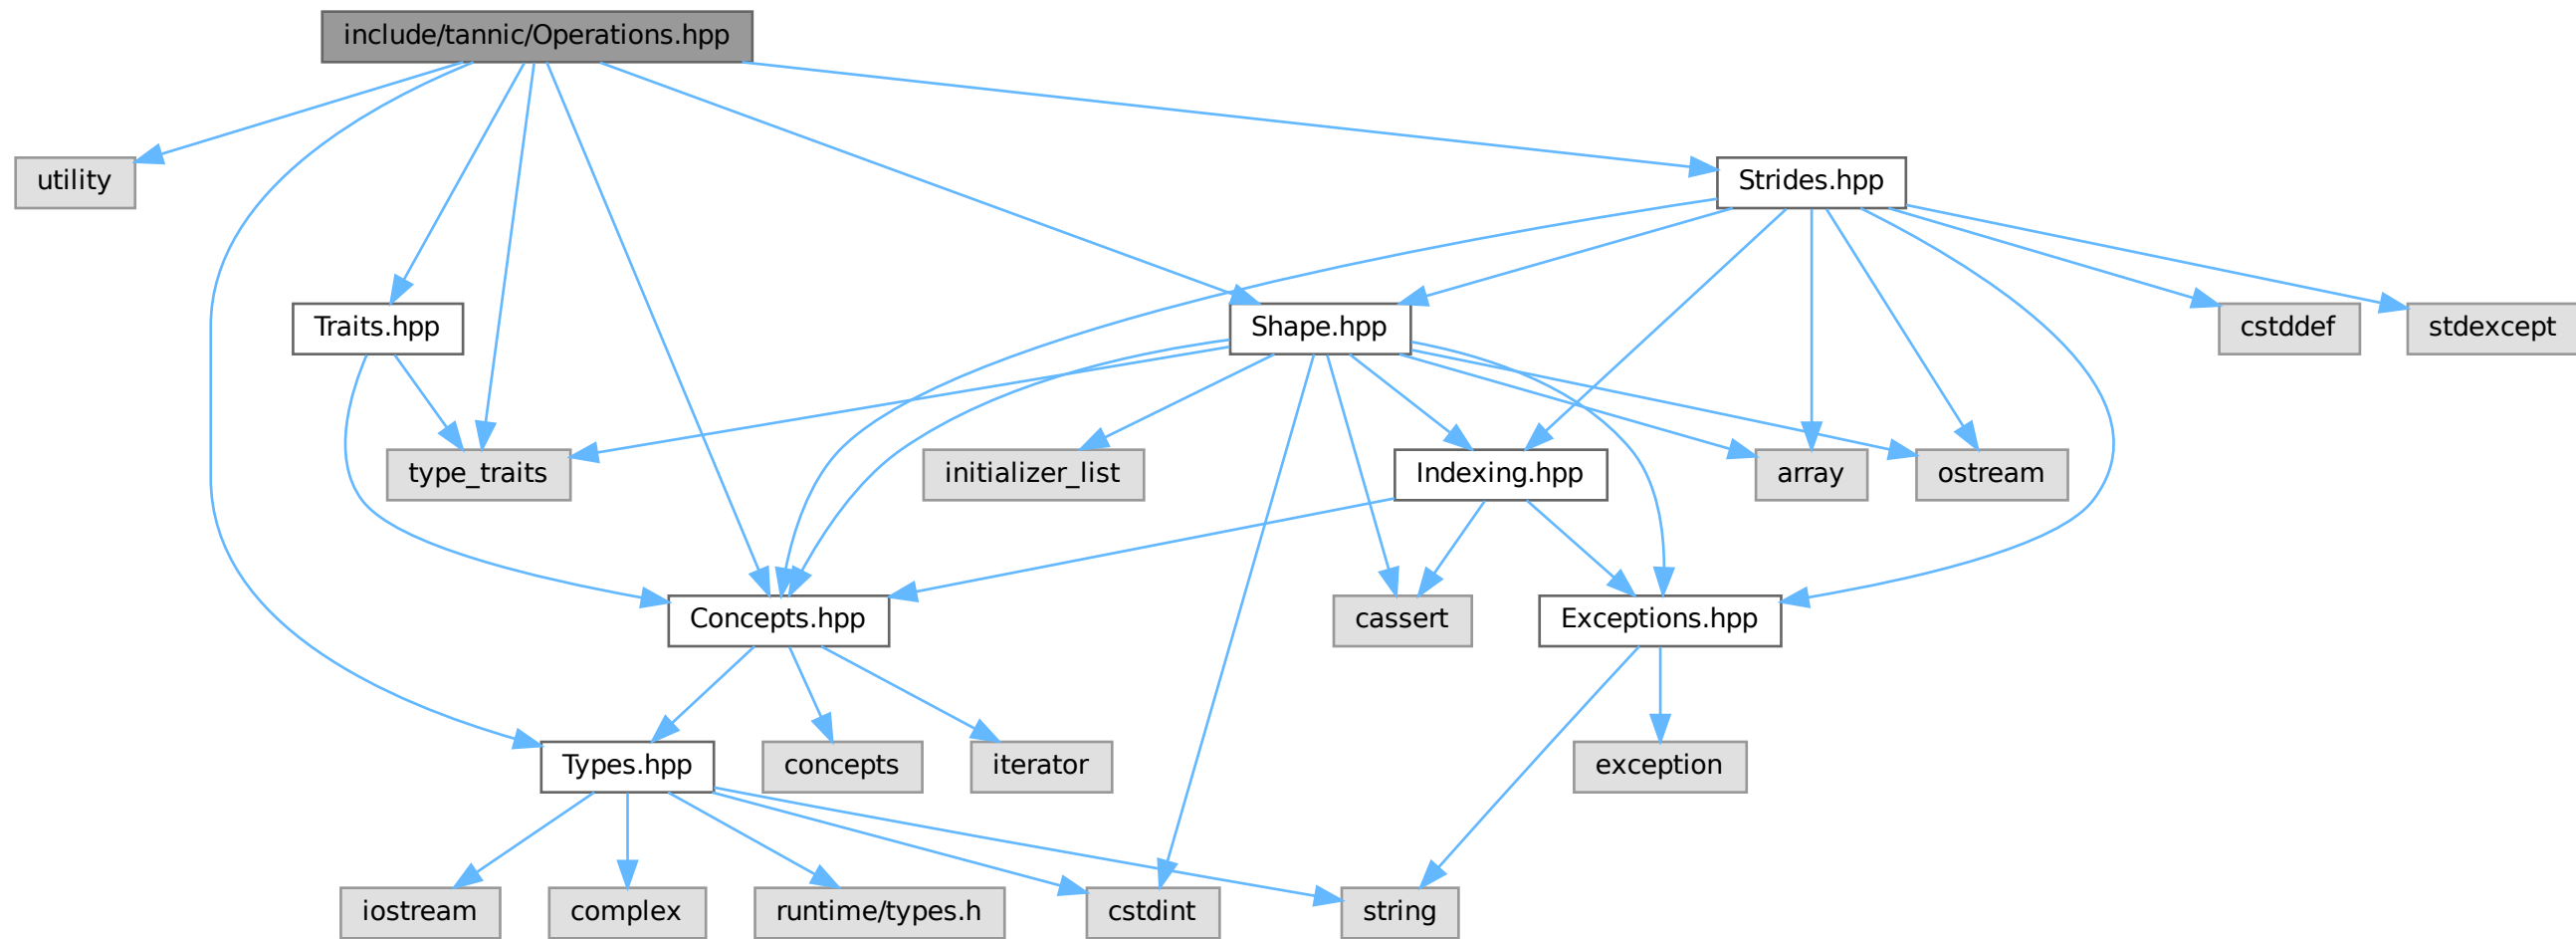 include/tannic/Operations.hpp
utility
Strides.hpp
Traits.hpp
Shape.hpp
cstddef
stdexcept
type_traits
initializer_list
Indexing.hpp
array
ostream
Concepts.hpp
cassert
Exceptions.hpp
Types.hpp
concepts
iterator
exception
iostream
complex
runtime/types.h
cstdint
string